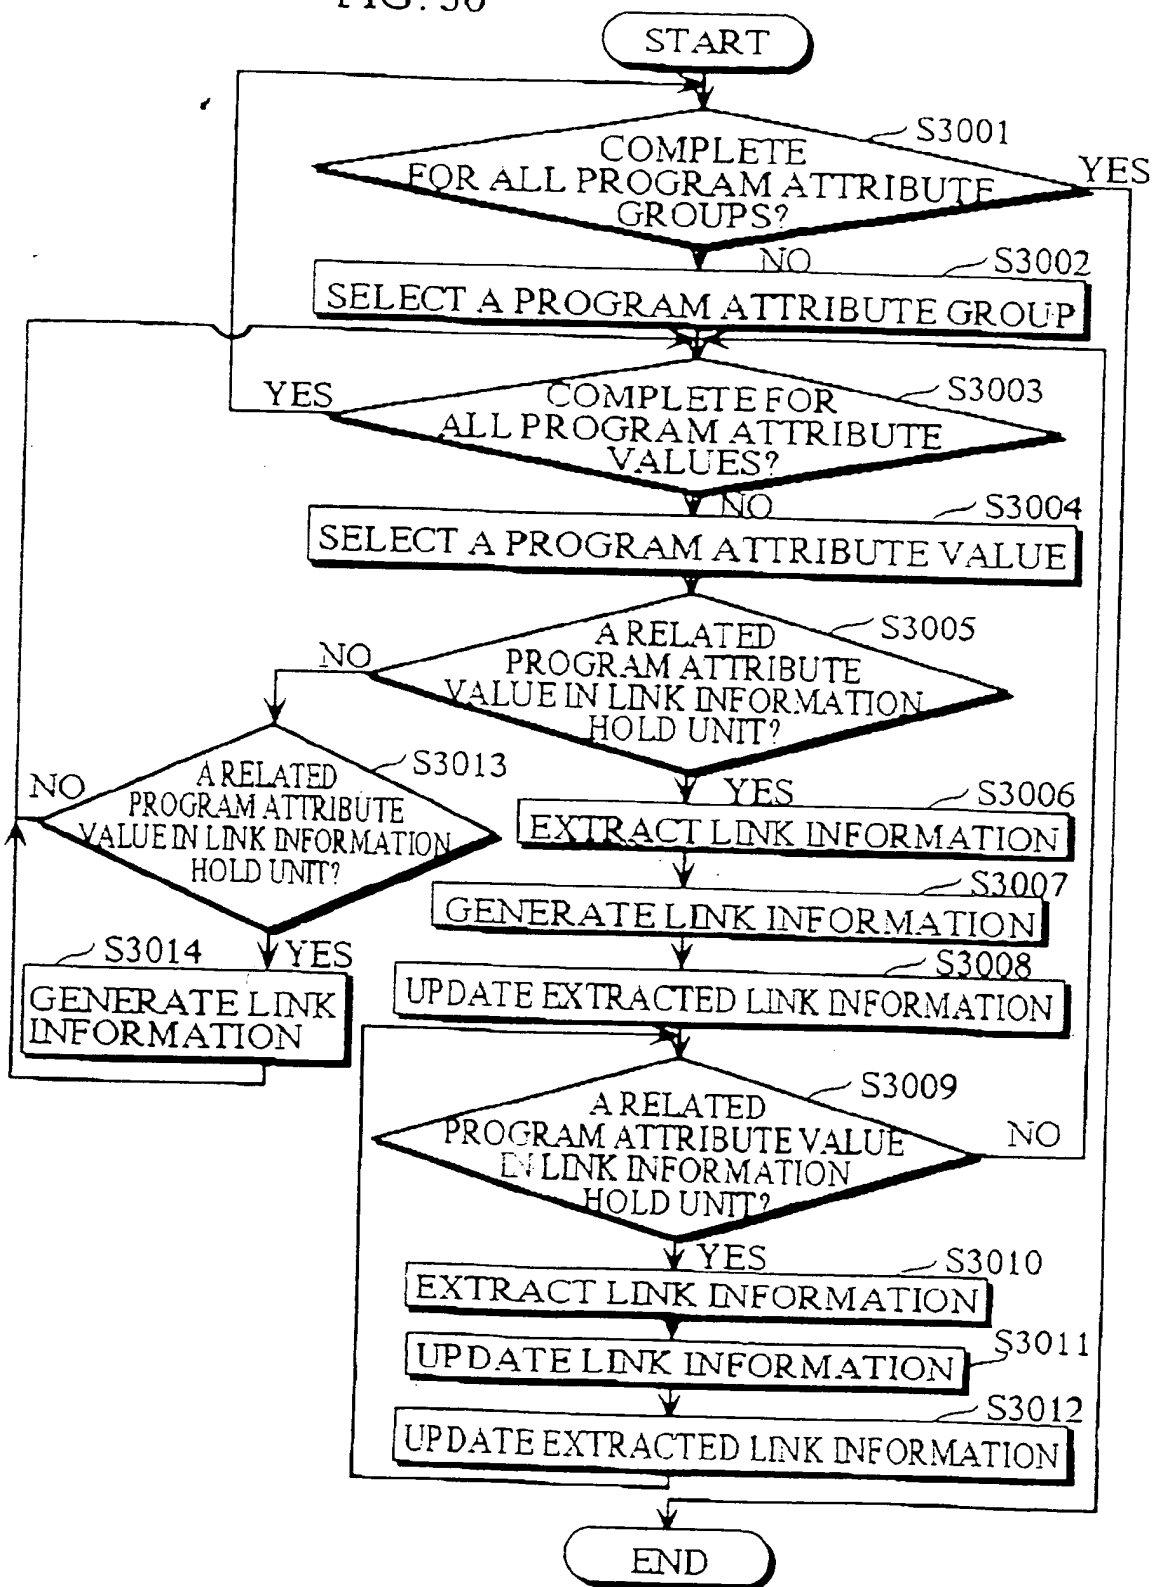 START
S3001
COMPLETE
FOR ALL PROGRAM ATTRIBUTE
GROUPS?
YES
NO
S3002
SELECT A PROGRAM ATTRIBUTE GROUP
S3003
YES
COMPLETE FOR
ALL PROGRAM ATTRIBUTE
VALUES?
NO
S3004
SELECT A PROGRAM ATTRIBUTE VALUE
S3005
NO
A RELATED
PROGRAM ATTRIBUTE
VALUE IN LINK INFORMATION
HOLD UNIT?
YES
S3013
NO
A RELATED
PROGRAM ATTRIBUTE
VALUE IN LINK INFORMATION
HOLD UNIT?
YES
S3014
GENERATE LINK
INFORMATION
S3006
EXTRACT LINK INFORMATION
S3007
GENERATE LINK INFORMATION
S3008
UPDATE EXTRACTED LINK INFORMATION
S3009
A RELATED
PROGRAM ATTRIBUTE VALUE
IN LINK INFORMATION
HOLD UNIT?
NO
YES
S3010
EXTRACT LINK INFORMATION
S3011
UPDATE LINK INFORMATION
S3012
UPDATE EXTRACTED LINK INFORMATION
END